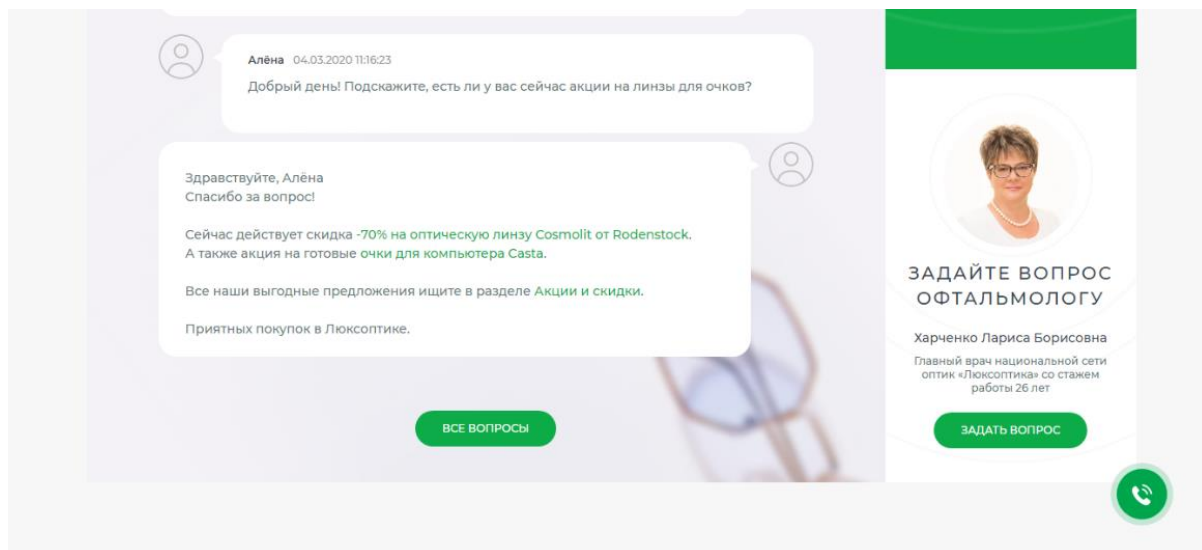 Алёна 04.03.2020 11:16:23
Добрый день! Подскажите, есть ли у вас сейчас акции на линзы для очков?
Здравствуйте, Алёна
Спасибо за вопрос!
Сейчас действует скидка -70% на оптическую линзу Cosmolit от Rodenstock.
А также акция на готовые очки для компьютера Casta.
Все наши выгодные предложения ищите в разделе Акции и скидки.
Приятных покупок в Люксоптике.
ВСЕ ВОПРОСЫ
ЗАДАЙТЕ ВОПРОС
ОФТАЛЬМОЛОГУ
Харченко Лариса Борисовна
Главный врач национальной сети
оптик «Люксоптика» со стажем
работы 26 лет
ЗАДАТЬ ВОПРОС